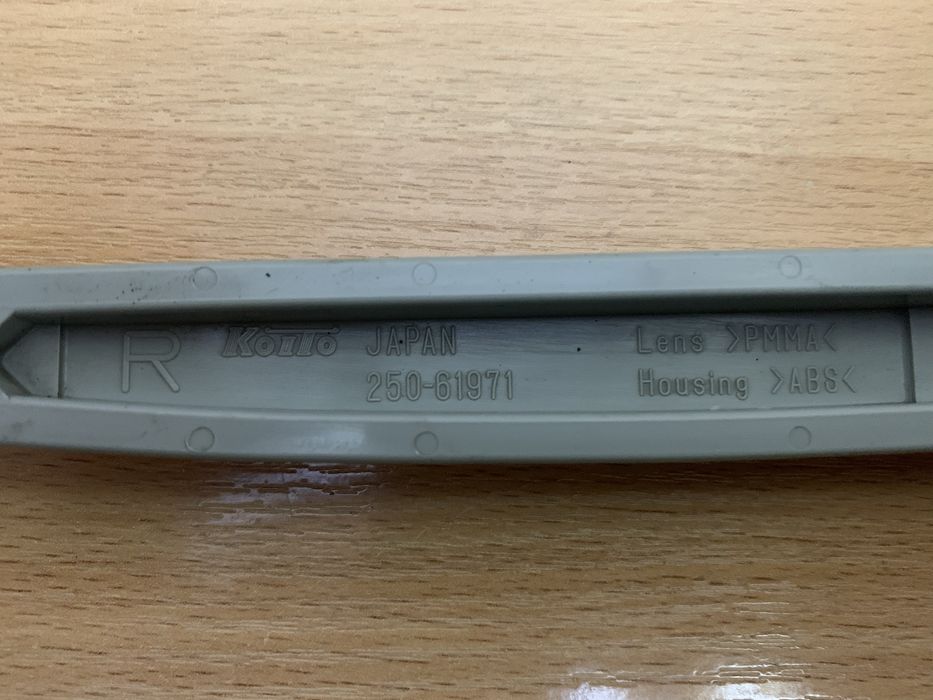 R KOITO JAPAN
250-61971
Lens >PMMA<
Housing >ABS<